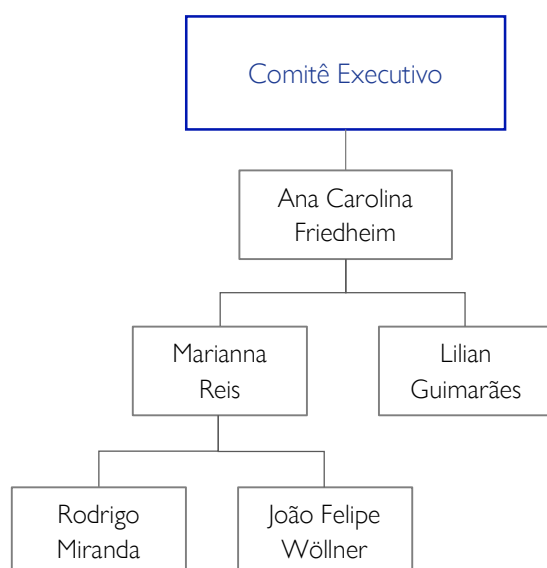 Comitê Executivo
Ana Carolina
Friedheim
Marianna
Reis
Lilian
Guimarães
Rodrigo
Miranda
João Felipe
Wöllner